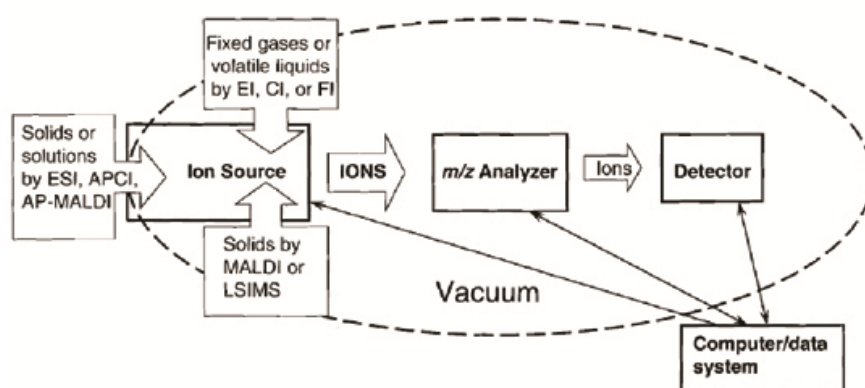 Fixed gases or
volatile liquids
by EI, CI, or FI
Solids or
solutions
by ESI, APCI,
AP-MALDI
Ion Source
IONS
m/z Analyzer
Ions
Detector
Solids by
MALDI or
LSIMS
Vacuum
Computer/data
system